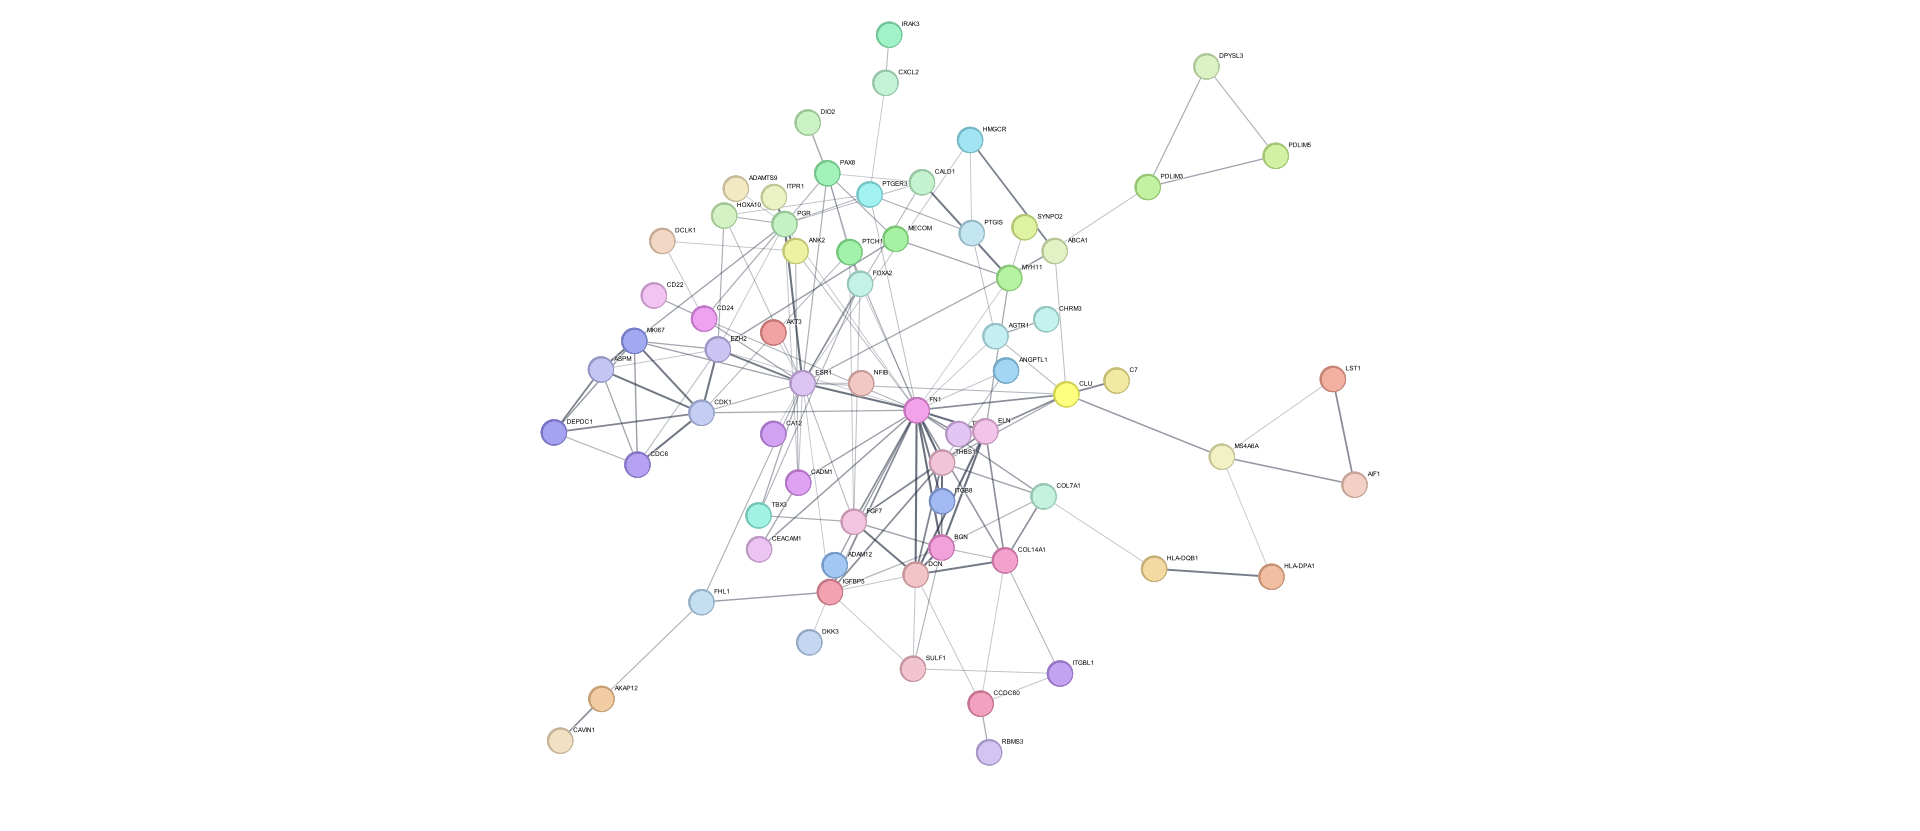 IRAK3
DPYSL3
CXCL2
DIO2
HMGCR
PDLIM5
PAX8
CALD1
PDLIM3
ADAMTS9
ITPR1
PTGER3
HOXA10
PGR
SYNPO2
PTGIS
DCLK1
ANK2
PTCH1
MECOM
ABCA1
MYH11
FOXA2
CD22
CD24
AKT3
CHRM3
MKI67
EZH2
AGTR1
ASPM
ESR1
NFIB
ANGPTL1
C7
LST1
CLU
CDK1
FN1
DEPDC1
CA12
ELN
CDC6
THBS1
MS4A6A
CADM1
AIF1
ITGB8
COL7A1
TBX3
FGF7
CEACAM1
ADAM12
BGN
COL14A1
DCN
HLA-DQB1
HLA-DPA1
IGFBP5
FHL1
DKK3
SULF1
ITGBL1
AKAP12
CCDC80
CAVIN1
RBMS3